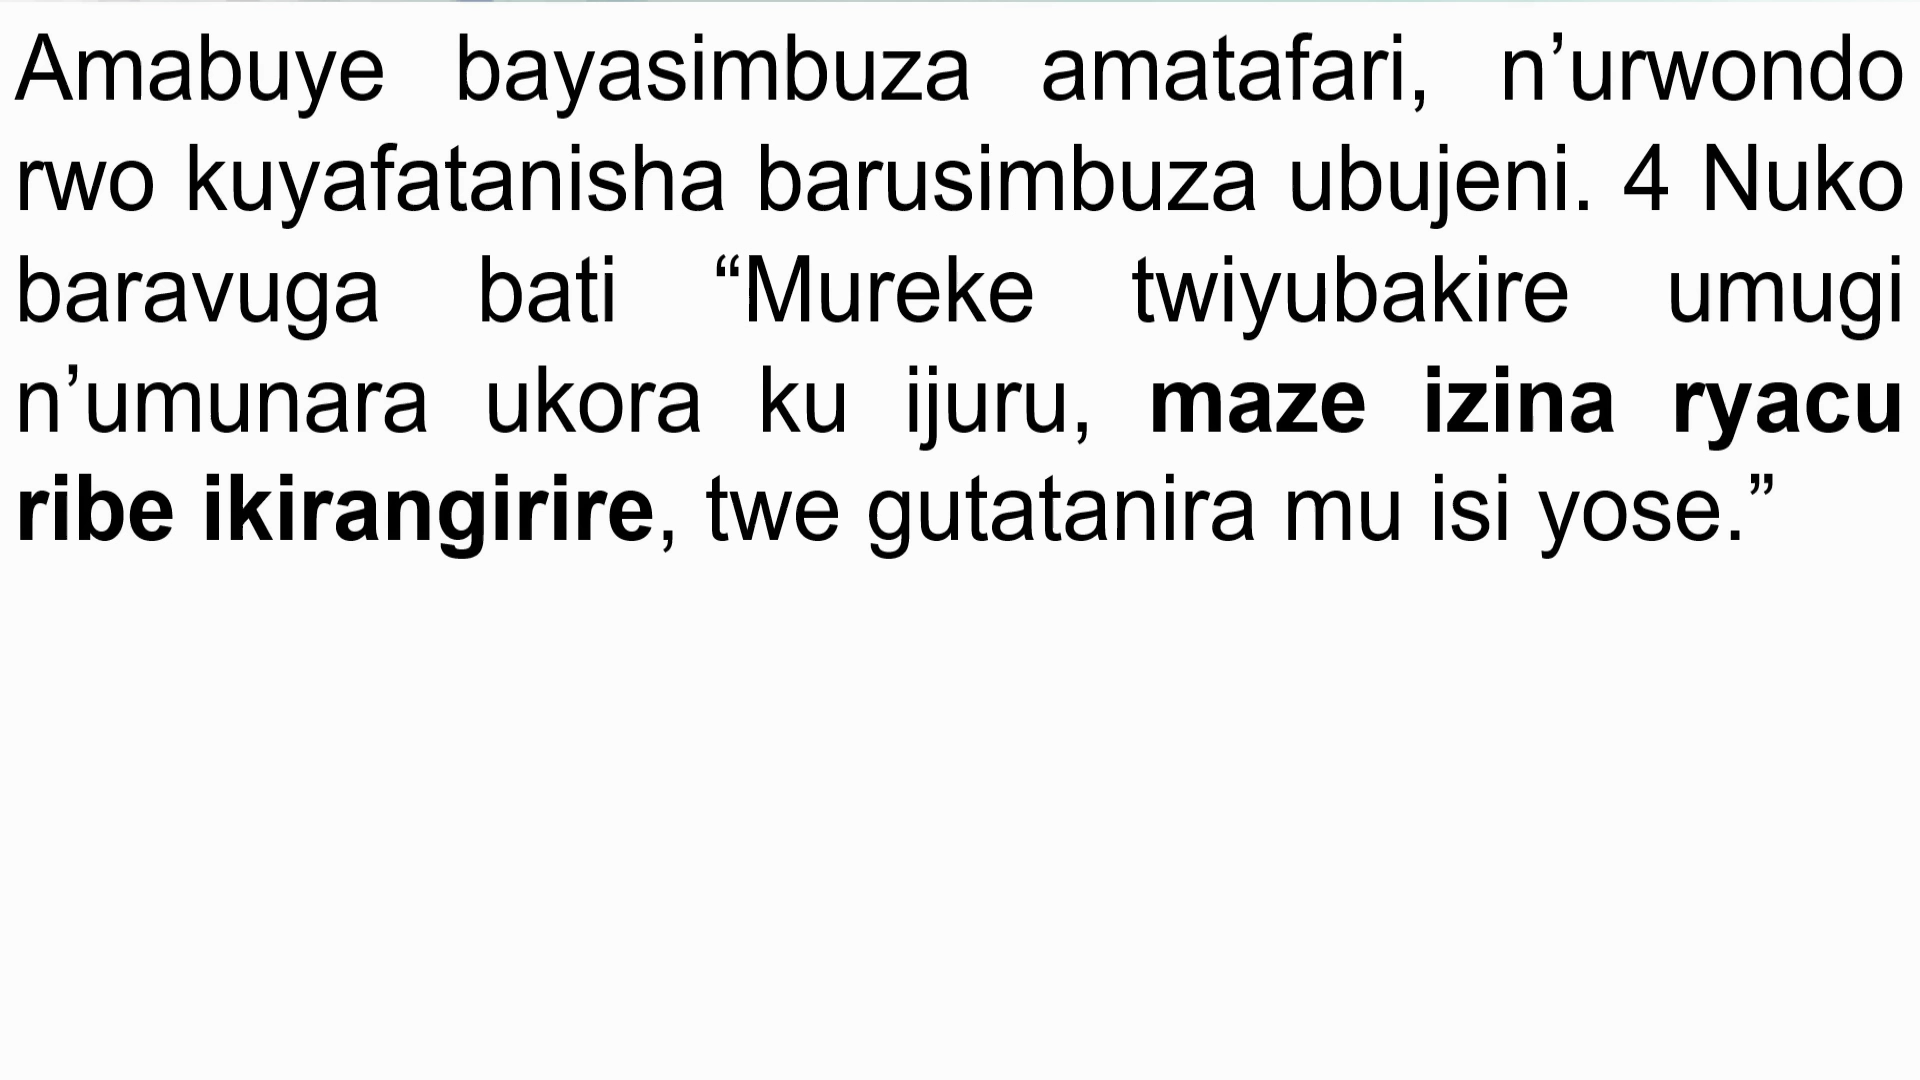 Amabuye bayasimbuza amatafari, n’urwondo
rwo kuyafatanisha barusimbuza ubujeni. 4 Nuko
baravuga bati “Mureke twiyubakire umugi
n’umunara ukora ku ijuru, maze izina ryacu
ribe ikirangirire, twe gutatanira mu isi yose.”